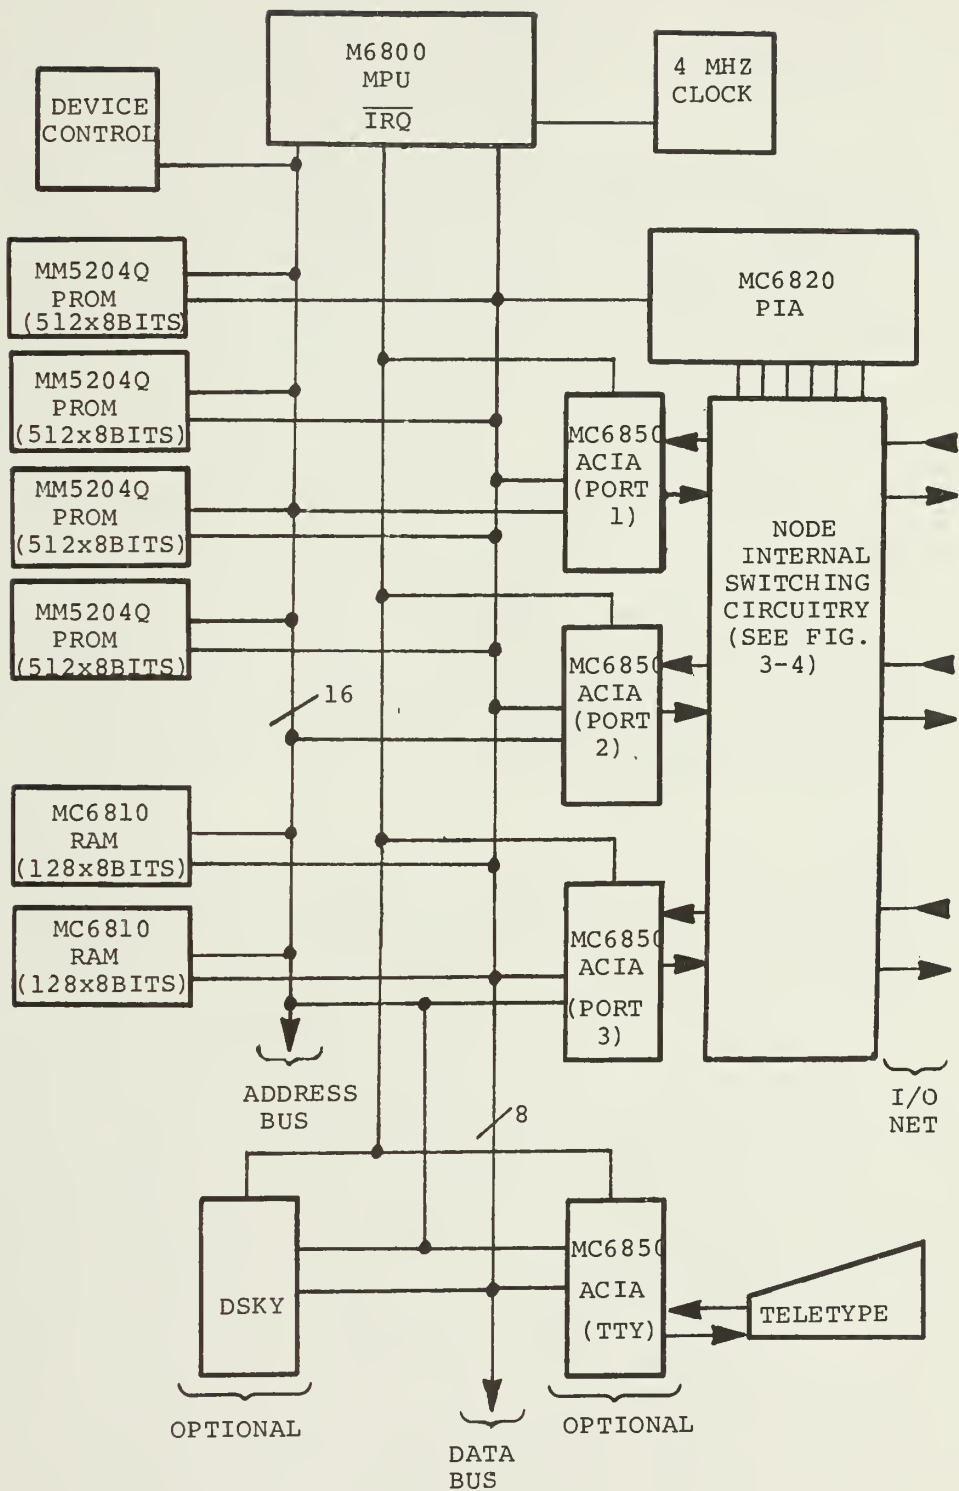 M6800
MPU
IRQ
4 MHZ
CLOCK
DEVICE
CONTROL
MM5204Q
PROM
(512x8BITS)
MC6820
PIA
MM5204Q
PROM
(512x8BITS)
MM5204Q
PROM
(512x8BITS)
MM5204Q
PROM
(512x8BITS)
MC6850
ACIA
(PORT
1)
NODE
INTERNAL
SWITCHING
CIRCUITRY
(SEE FIG.
3-4)
MC6850
ACIA
(PORT
2)
16
MC6810
RAM
(128x8BITS)
MC6810
RAM
(128x8BITS)
MC6850
ACIA
(PORT
3)
ADDRESS
BUS
8
I/O
NET
DSKY
MC6850
ACIA
(TTY)
TELETYPE
OPTIONAL
OPTIONAL
DATA
BUS